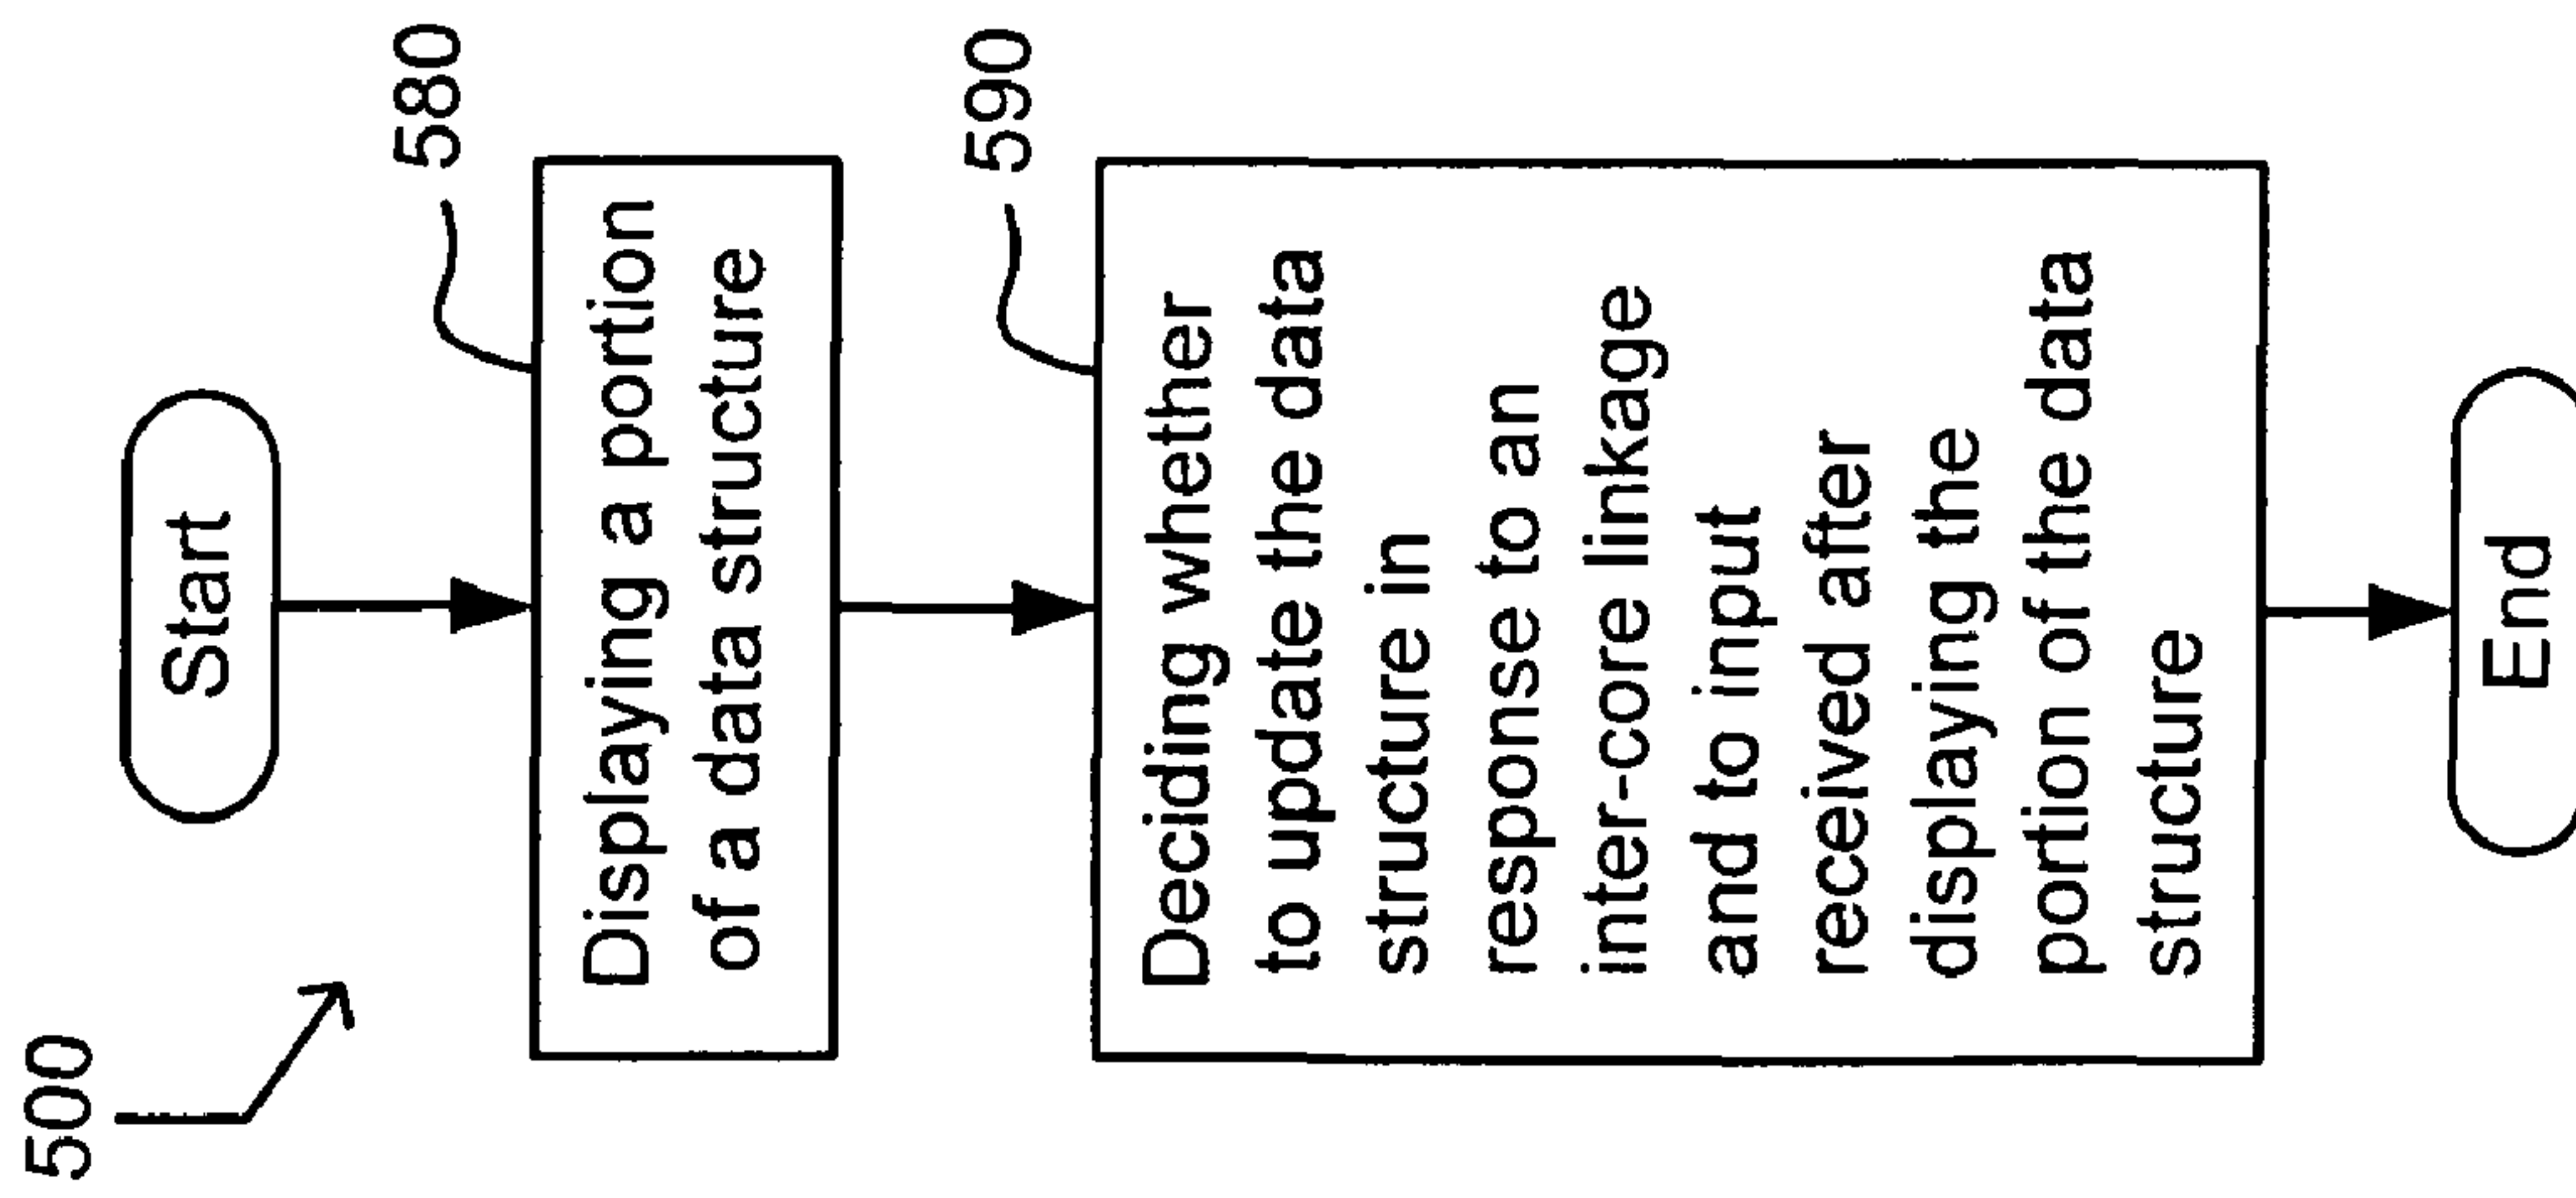 500
Start
580
Displaying a portion
of a data structure
590
Deciding whether
to update the data
structure in
response to an
inter-core linkage
and to input
received after
displaying the
portion of the data
structure
End